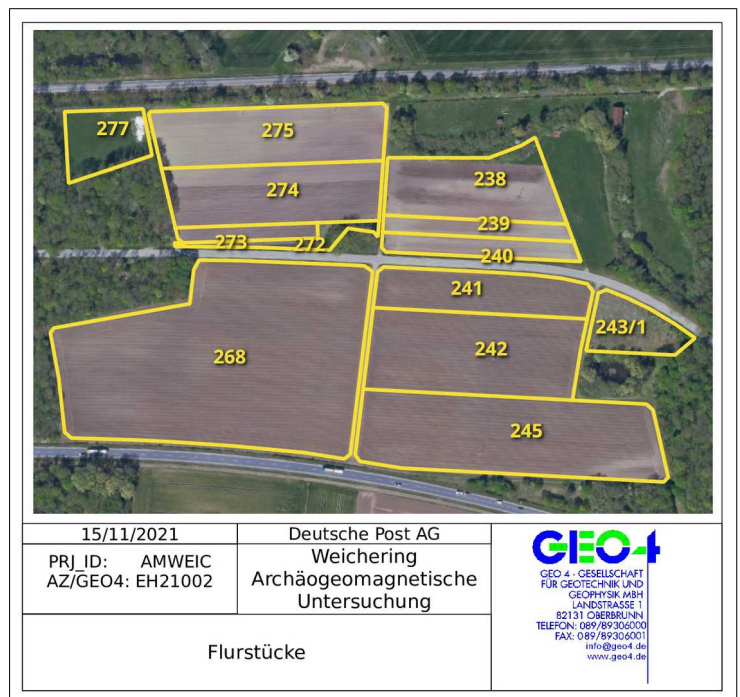 277
275
274
238
239
273
272
240
241
243/1
242
268
245
15/11/2021
Deutsche Post AG
PRJ_ID: AMWEIC
AZ/GEO4: EH21002
Weichering
Archäogeomagnetische
Untersuchung
Flurstücke
GEO4
GEO 4 - GESELLSCHAFT
FÜR GEOTECHNIK UND
GEOPHYSIK MBH
LANDSTRASSE 1
82131 OBERBRUNN
TELEFON: 089/89306000
FAX: 089/89306001
info@geo4.de
www.geo4.de